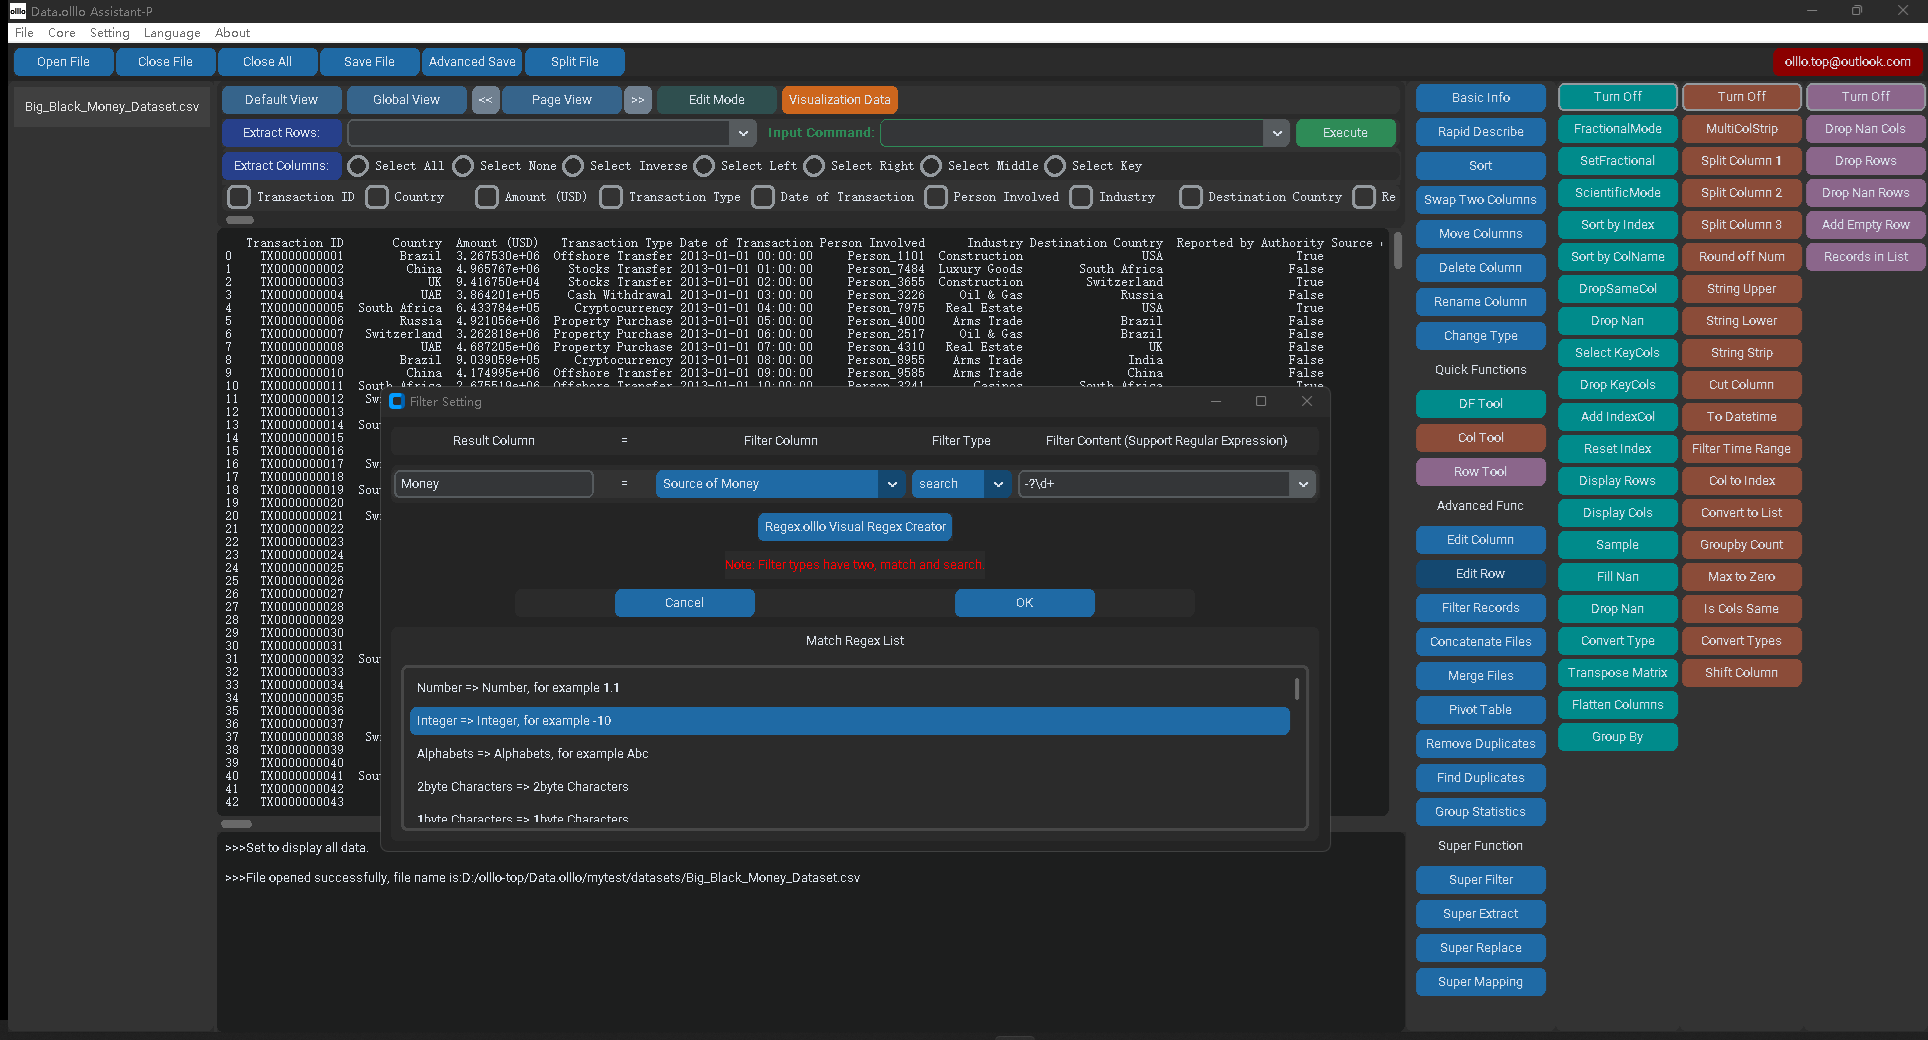 olllo Data.olllo Assistant-P
File Core Setting Language About
Open File Close File Close All Save File Advanced Save Split File olllo.top@outlook.com
Big_Black_Money_Dataset.csv
Default View Global View << Page View >> Edit Mode Visualization Data
Extract Rows: Input Command: Execute
Extract Columns: Select All Select None Select Inverse Select Left Select Right Select Middle Select Key
Transaction ID Country Amount (USD) Transaction Type Date of Transaction Person Involved Industry Destination Country Re
Transaction ID Country Amount (USD) Transaction Type Date of Transaction Person Involved Industry Destination Country Reported by Authority Source
0 TX0000000001 Brazil 3.267530e+06 Offshore Transfer 2013-01-01 00:00:00 Person_1101 Construction USA True
1 TX0000000002 China 4.965767e+06 Stocks Transfer 2013-01-01 01:00:00 Person_7484 Luxury Goods South Africa False
2 TX0000000003 UK 9.416750e+04 Stocks Transfer 2013-01-01 02:00:00 Person_3655 Construction Switzerland True
3 TX0000000004 UAE 3.864201e+05 Cash Withdrawal 2013-01-01 03:00:00 Person_3226 Oil & Gas Russia False
4 TX0000000005 South Africa 6.433784e+05 Cryptocurrency 2013-01-01 04:00:00 Person_7975 Real Estate USA True
5 TX0000000006 Russia 4.921056e+06 Property Purchase 2013-01-01 05:00:00 Person_4000 Arms Trade Brazil False
6 TX0000000007 Switzerland 3.262818e+06 Property Purchase 2013-01-01 06:00:00 Person_2517 Oil & Gas Brazil False
7 TX0000000008 UAE 4.687205e+06 Property Purchase 2013-01-01 07:00:00 Person_4310 Real Estate UK False
8 TX0000000009 Brazil 9.039059e+05 Cryptocurrency 2013-01-01 08:00:00 Person_8955 Arms Trade India False
9 TX0000000010 China 4.174995e+06 Offshore Transfer 2013-01-01 09:00:00 Person_9585 Arms Trade China False
10 TX0000000011 South Africa 2.675519e+06 Offshore Transfer 2013-01-01 10:00:00 Person_3241 Casinos South Africa True
11 TX0000000012 Sw
12 TX0000000013
13 TX0000000014 Sou
14 TX0000000015
15 TX0000000016
16 TX0000000017 Sw
17 TX0000000018
18 TX0000000019 Sou
19 TX0000000020
20 TX0000000021 Sw
21 TX0000000022
22 TX0000000023
23 TX0000000024
24 TX0000000025
25 TX0000000026
26 TX0000000027
27 TX0000000028
28 TX0000000029
29 TX0000000030
30 TX0000000031
31 TX0000000032 Sou
32 TX0000000033
33 TX0000000034
34 TX0000000035
35 TX0000000036
36 TX0000000037
37 TX0000000038 Sw
38 TX0000000039
39 TX0000000040
40 TX0000000041 Sou
41 TX0000000042
42 TX0000000043
Filter Setting
Result Column = Filter Column Filter Type Filter Content (Support Regular Expression)
Money = Source of Money search -?\d+
Regex.olllo Visual Regex Creator
Note: Filter types have two, match and search.
Cancel OK
Match Regex List
Number => Number, for example 1.1
Integer => Integer, for example -10
Alphabets => Alphabets, for example Abc
2byte Characters => 2byte Characters
1byte Characters => 1byte Characters
>>>Set to display all data.
>>>File opened successfully, file name is:D:/olllo-top/Data.olllo/mytest/datasets/Big_Black_Money_Dataset.csv
Basic Info
Rapid Describe
Sort
Swap Two Columns
Move Columns
Delete Column
Rename Column
Change Type
Quick Functions
DF Tool
Col Tool
Row Tool
Advanced Func
Edit Column
Edit Row
Filter Records
Concatenate Files
Merge Files
Pivot Table
Remove Duplicates
Find Duplicates
Group Statistics
Super Function
Super Filter
Super Extract
Super Replace
Super Mapping
Turn Off
FractionalMode
SetFractional
ScientificMode
Sort by Index
Sort by ColName
DropSameCol
Drop Nan
Select KeyCols
Drop KeyCols
Add IndexCol
Reset Index
Display Rows
Display Cols
Sample
Fill Nan
Drop Nan
Convert Type
Transpose Matrix
Flatten Columns
Group By
Turn Off
MultiColStrip
Split Column 1
Split Column 2
Split Column 3
Round off Num
String Upper
String Lower
String Strip
Cut Column
To Datetime
Filter Time Range
Col to Index
Convert to List
Groupby Count
Max to Zero
Is Cols Same
Convert Types
Shift Column
Turn Off
Drop Nan Cols
Drop Rows
Drop Nan Rows
Add Empty Row
Records in List